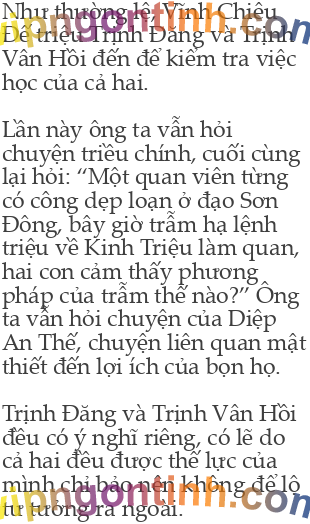 Như thường lệ, Vĩnh Chiêu
Đế triệu Trịnh Đăng và Trịnh
Vân Hồi đến để kiểm tra việc
học của cả hai.

Lần này ông ta vẫn hỏi
chuyện triều chính, cuối cùng
lại hỏi: “Một quan viên từng
có công dẹp loạn ở đạo Sơn
Đông, bây giờ trẫm hạ lệnh
triệu về Kinh Triệu làm quan,
hai con cảm thấy phương
pháp của trẫm thế nào?” Ông
ta vẫn hỏi chuyện của Diệp
An Thế, chuyện liên quan mật
thiết đến lợi ích của bọn họ.

Trịnh Đăng và Trịnh Vân Hồi
đều có ý nghĩ riêng, có lẽ do
cả hai đều được thế lực của
mình chỉ bảo nên không để lộ
tư tưởng ra ngoài.
vipngontinh.com
vipngontinh.com